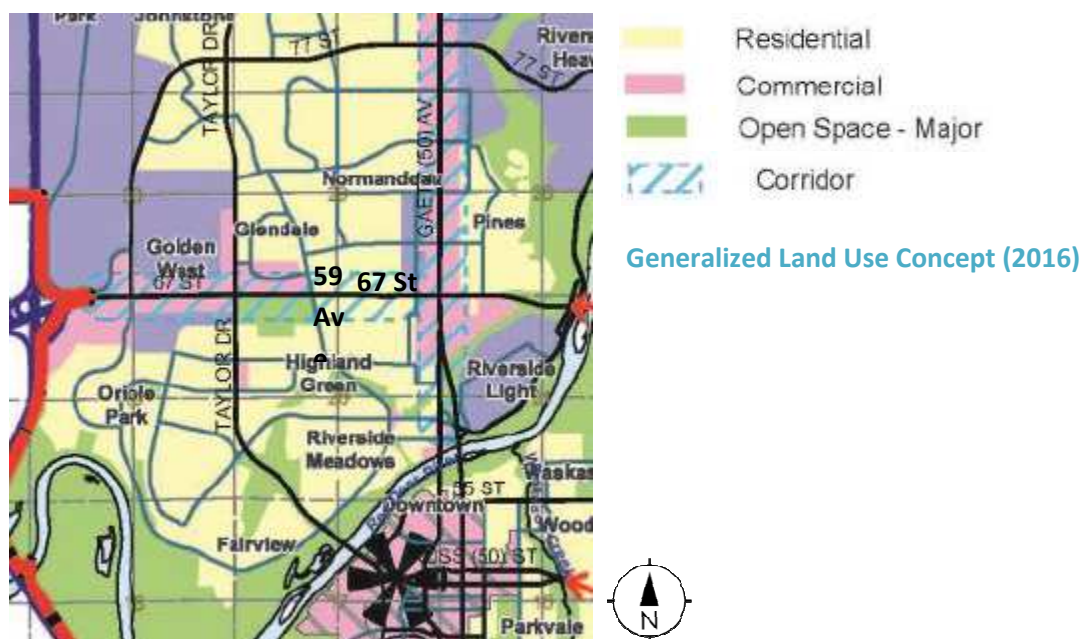 Park
Johnstone
77 ST
Rivers
Heav
77 ST
TAYLOR DR
GAETZ (50) AV
Normandeau
Pines
Glendale
Golden
West
67 ST
59
67 St
Av
e
TAYLOR DR
Highland
Green
Riverside
Light
Oriole
Park
Riverside
Meadows
Waskas
55 ST
Downtown
Wood
Fairview
ROSS (50) ST
Parkvale
Residential
Commercial
Open Space - Major
Corridor
Generalized Land Use Concept (2016)
N